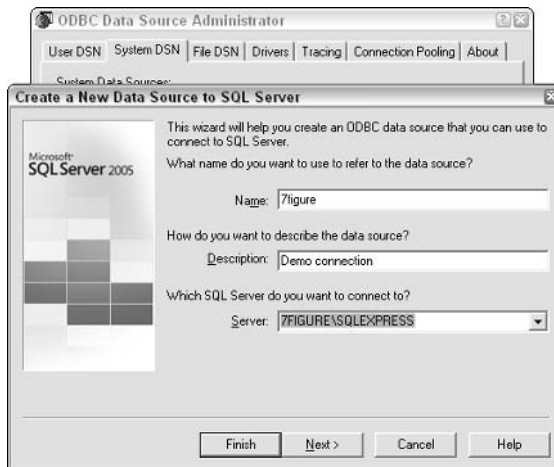 ODBC Data Source Administrator
User DSN System DSN File DSN Drivers Tracing Connection Pooling About
System Data Sources:
Create a New Data Source to SQL Server
This wizard will help you create an ODBC data source that you can use to
connect to SQL Server.
What name do you want to use to refer to the data source?
Name: 7figure
How do you want to describe the data source?
Description: Demo connection
Which SQL Server do you want to connect to?
Server: 7FIGURE\SQLEXPRESS
Microsoft
SQL Server 2005
Finish Next > Cancel Help